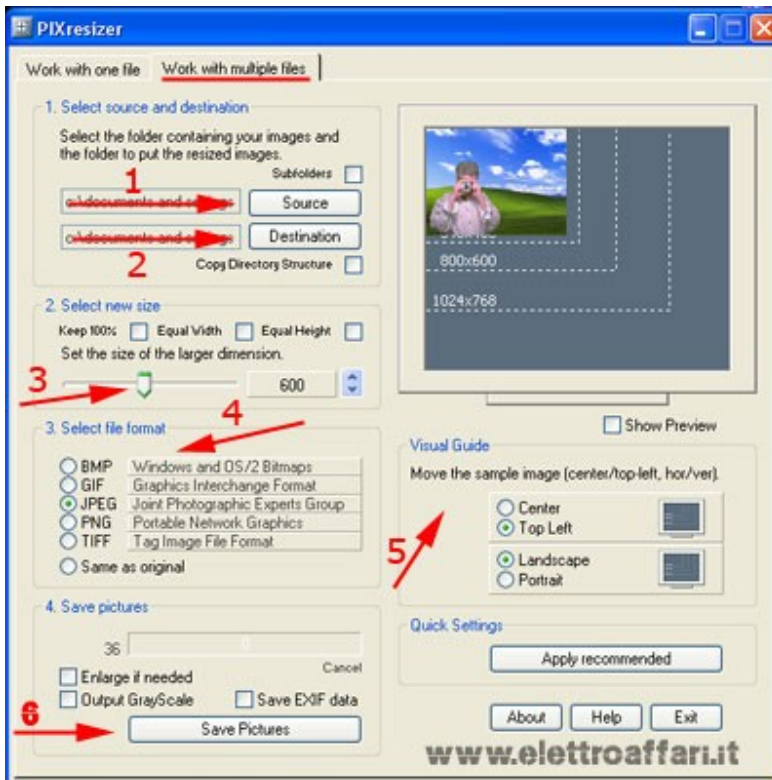 PIXresizer
Work with one file
Work with multiple files
1. Select source and destination
Select the folder containing your images and
the folder to put the resized images.
Subfolders
1
c:\documents and settings
Source
c:\documents and settings
Destination
2
Copy Directory Structure
2. Select new size
Keep 100% Equal Width Equal Height
Set the size of the larger dimension.
3
600
4
3. Select file format
BMP Windows and OS/2 Bitmaps
GIF Graphics Interchange Format
JPEG Joint Photographic Experts Group
PNG Portable Network Graphics
TIFF Tag Image File Format
Same as original
4. Save pictures
36
0
Cancel
Enlarge if needed
Output GrayScale Save EXIF data
6
Save Pictures
800x600
1024x768
Show Preview
Visual Guide
Move the sample image (center/top-left, hor/ver).
Center
Top Left
5
Landscape
Portrait
Quick Settings
Apply recommended
About Help Exit
www.elettroaffari.it